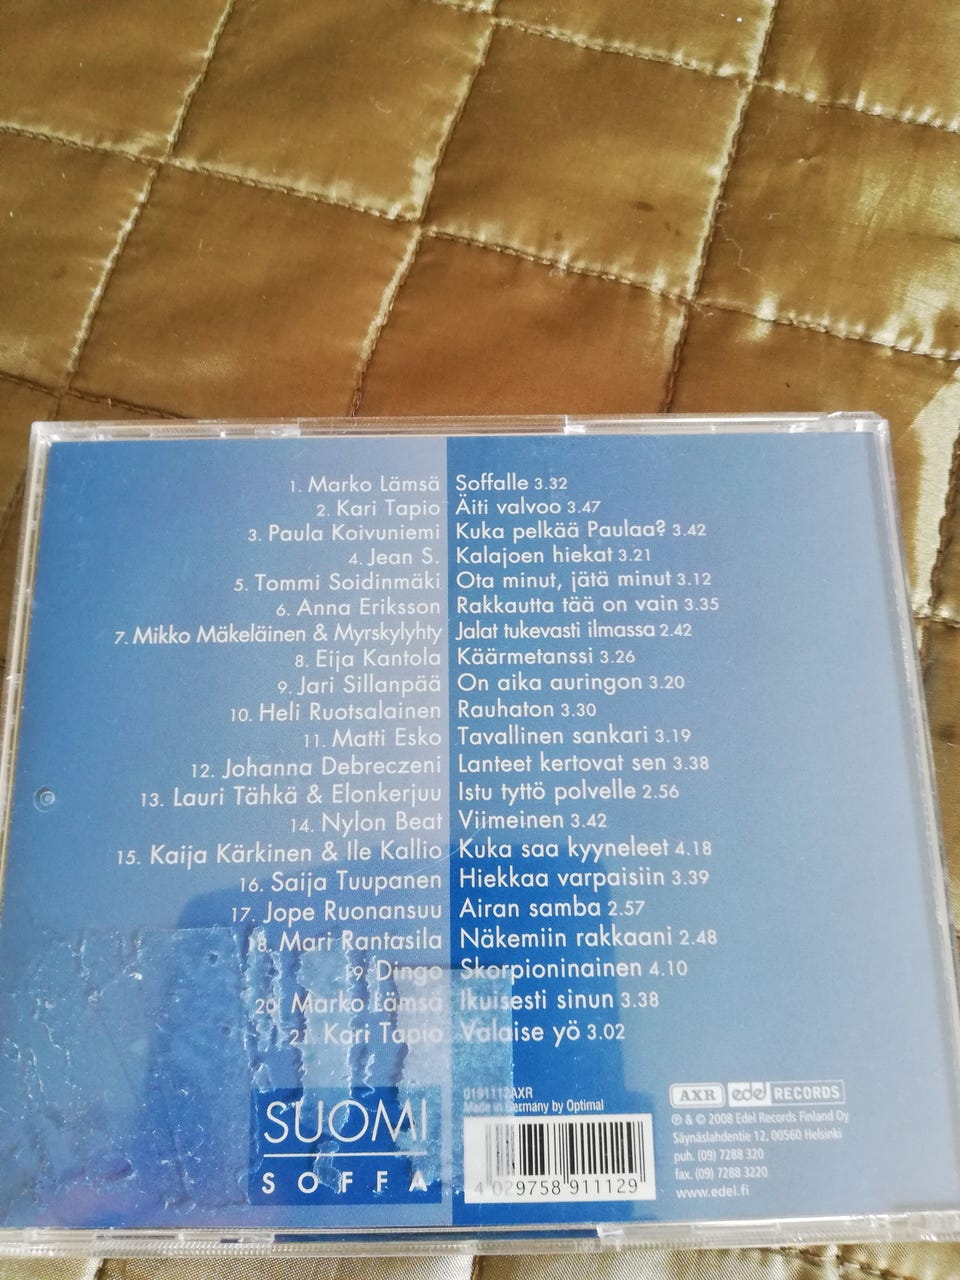 1. Marko Lämsä Soffalle 3.32
2. Kari Tapio Äiti valvoo 3.47
3. Paula Koivuniemi Kuka pelkää Paulaa? 3.42
4. Jean S. Kalajoen hiekat 3.21
5. Tommi Soidinmäki Ota minut, jätä minut 3.12
6. Anna Eriksson Rakkautta tää on vain 3.35
7. Mikko Mäkeläinen & Myrskylyhty Jalat tukevasti ilmassa 2.42
8. Eija Kantola Käärmetanssi 3.26
9. Jari Sillanpää On aika auringon 3.20
10. Heli Ruotsalainen Rauhaton 3.30
11. Matti Esko Tavallinen sankari 3.19
12. Johanna Debreczeni Lanteet kertovat sen 3.38
13. Lauri Tähkä & Elonkerjuu Istu tyttö polvelle 2.56
14. Nylon Beat Viimeinen 3.42
15. Kaija Kärkinen & Ile Kallio Kuka saa kyyneleet 4.18
16. Saija Tuupanen Hiekkaa varpaisiin 3.39
17. Jope Ruonansuu Airan samba 2.57
18. Mari Rantasila Näkemiin rakkaani 2.48
19. Dingo Skorpioninainen 4.10
20. Marko Lämsä Ikuisesti sinun 3.38
21. Kari Tapio Valaise yö 3.02
SUOMI
SOFFA
0191112AXR
Made in Germany by Optimal
4 029758 911129
AXR edel RECORDS
℗ & © 2008 Edel Records Finland Oy
Säynäslahdentie 12, 00560 Helsinki
puh. (09) 7288 320
fax. (09) 7288 3220
www.edel.fi